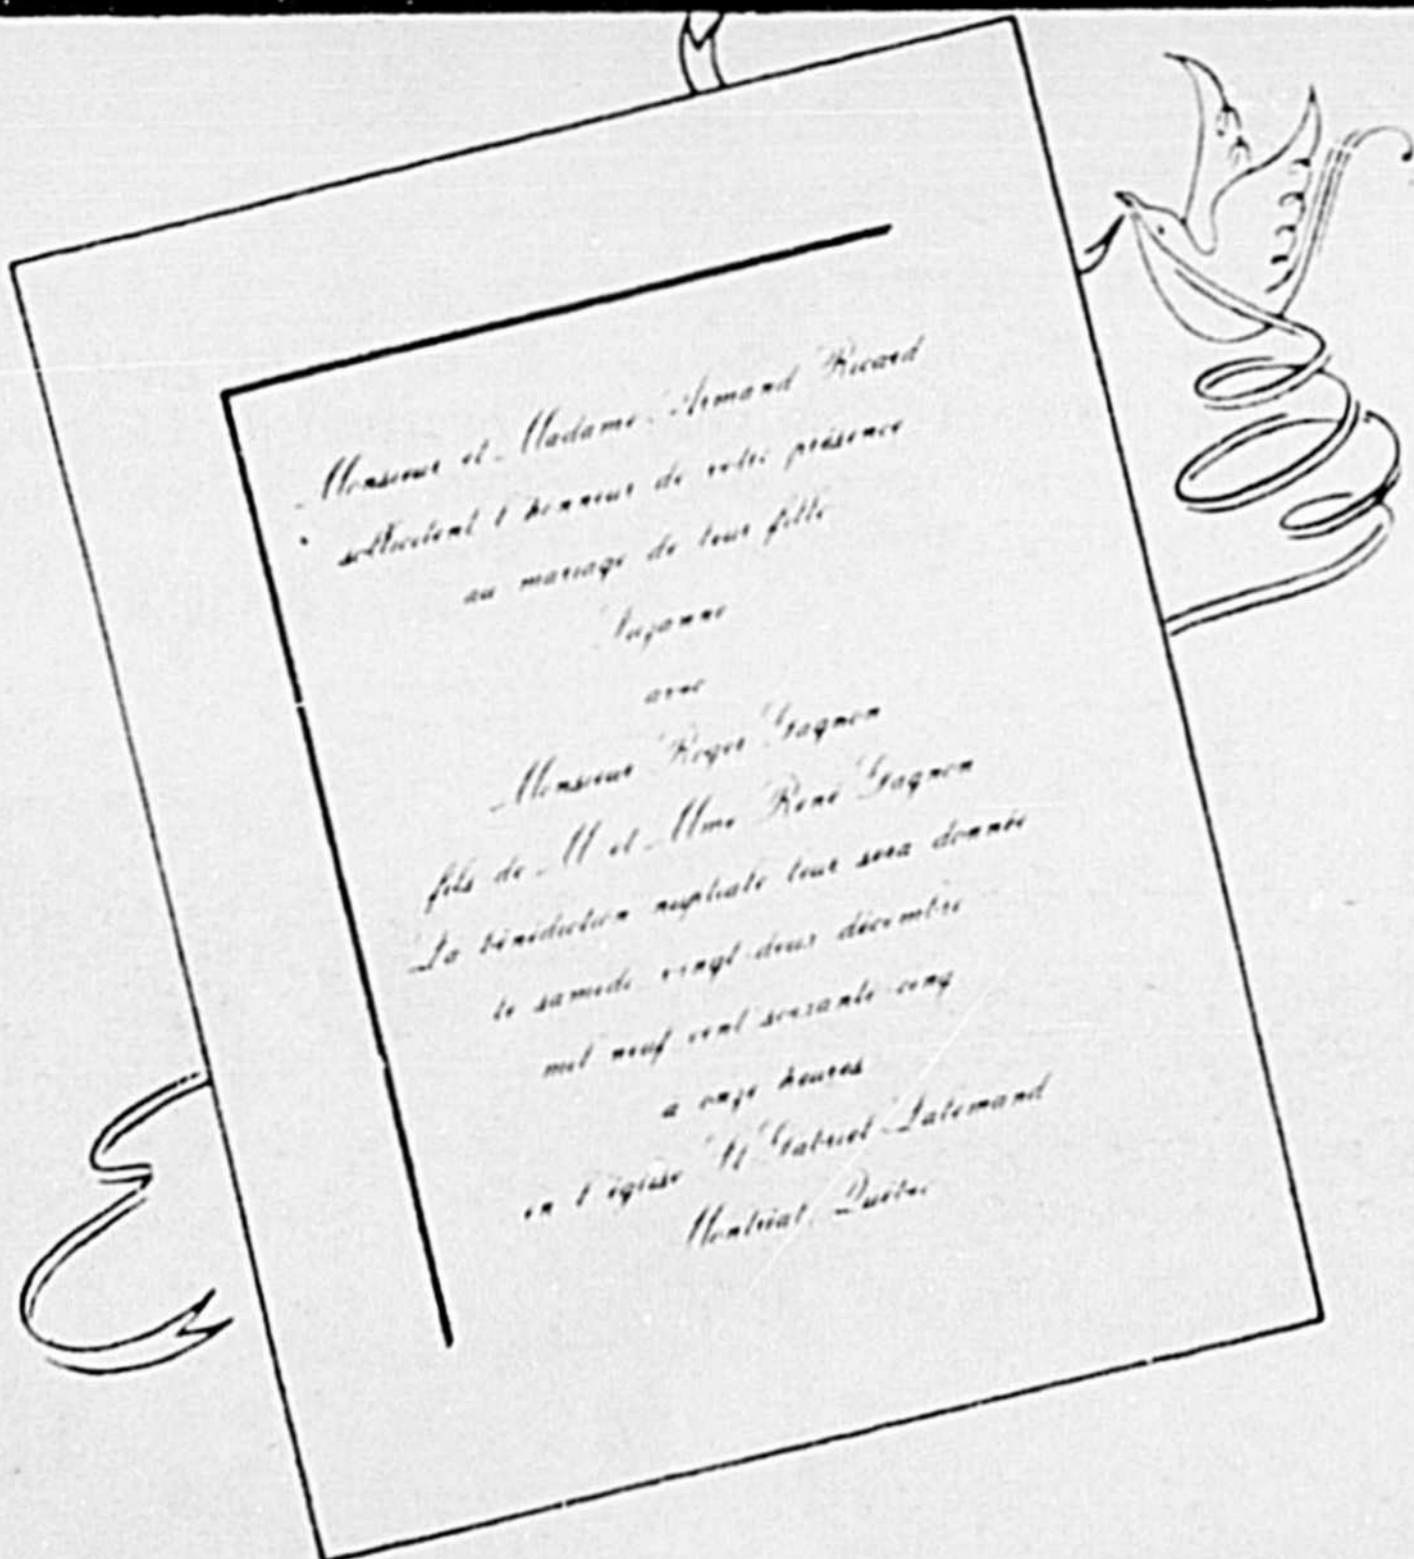 Monsieur et Madame Armand Ricard
sollicitent l'honneur de votre présence
au mariage de leur fille
Suzanne
avec
Monsieur Roger Gagnon
fils de M et Mme René Gagnon
La bénédiction nuptiale leur sera donnée
le samedi vingt-deux décembre
mil neuf cent soixante-cinq
à onze heures
en l'église St Gabriel Lalemand
Montréal, Québec